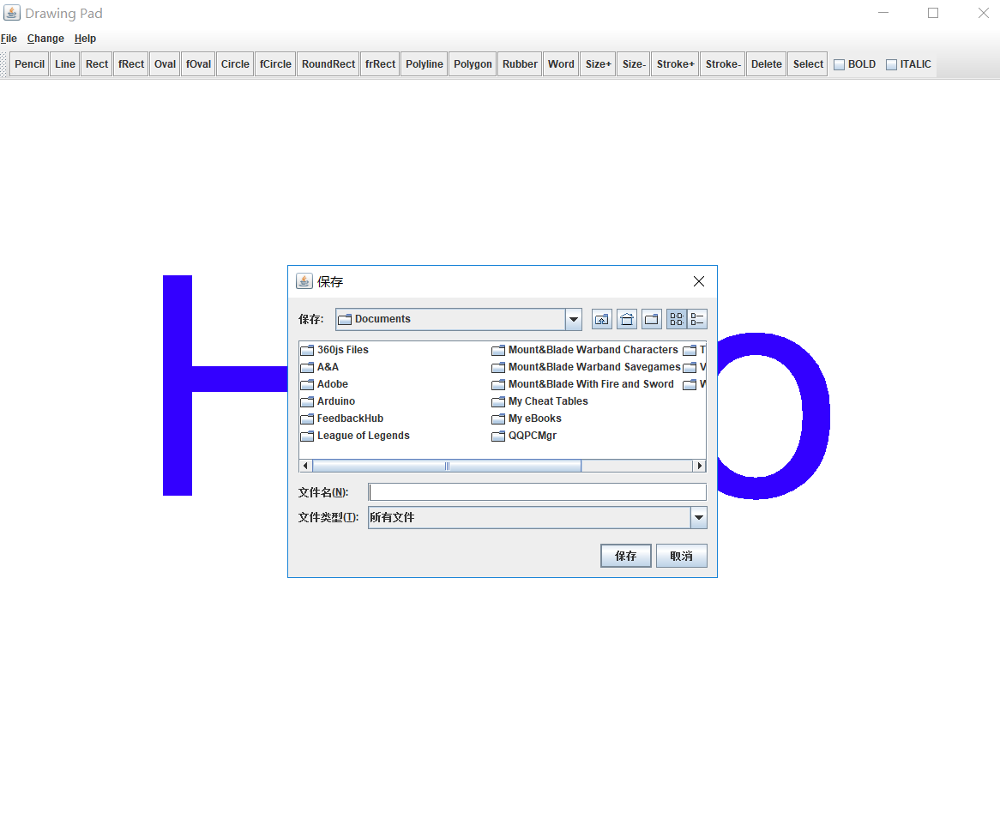 Drawing Pad
File Change Help
Pencil Line Rect fRect Oval fOval Circle fCircle RoundRect frRect Polyline Polygon Rubber Word Size+ Size- Stroke+ Stroke- Delete Select BOLD ITALIC
H o
保存
保存: Documents
360js Files Mount&Blade Warband Characters T
A&A Mount&Blade Warband Savegames V
Adobe Mount&Blade With Fire and Sword W
Arduino My Cheat Tables
FeedbackHub My eBooks
League of Legends QQPCMgr
文件名(N):
文件类型(T): 所有文件
保存 取消